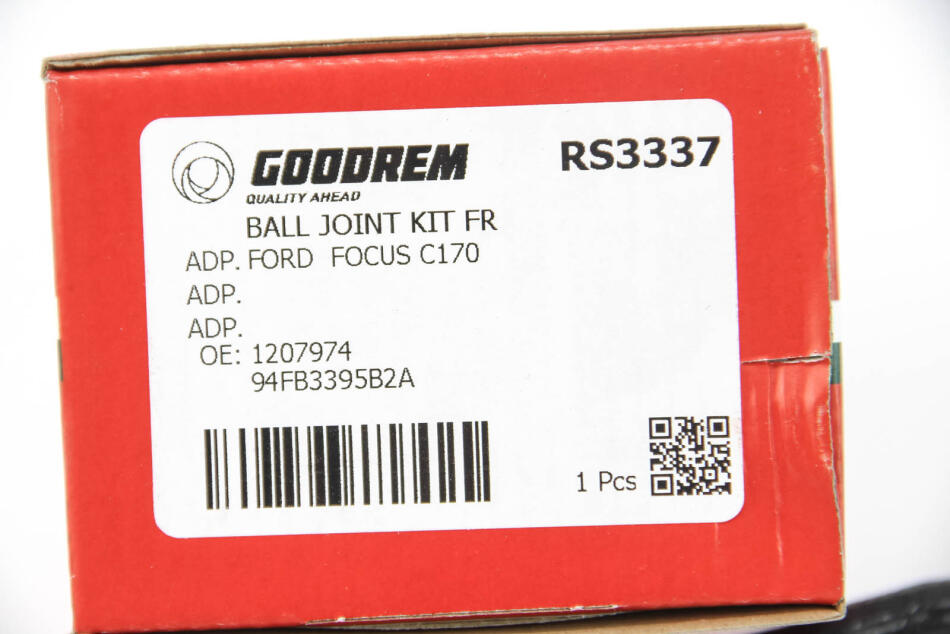 GOODREM
QUALITY AHEAD
RS3337
BALL JOINT KIT FR
ADP. FORD FOCUS C170
ADP.
ADP.
OE: 1207974
94FB3395B2A
1 Pcs